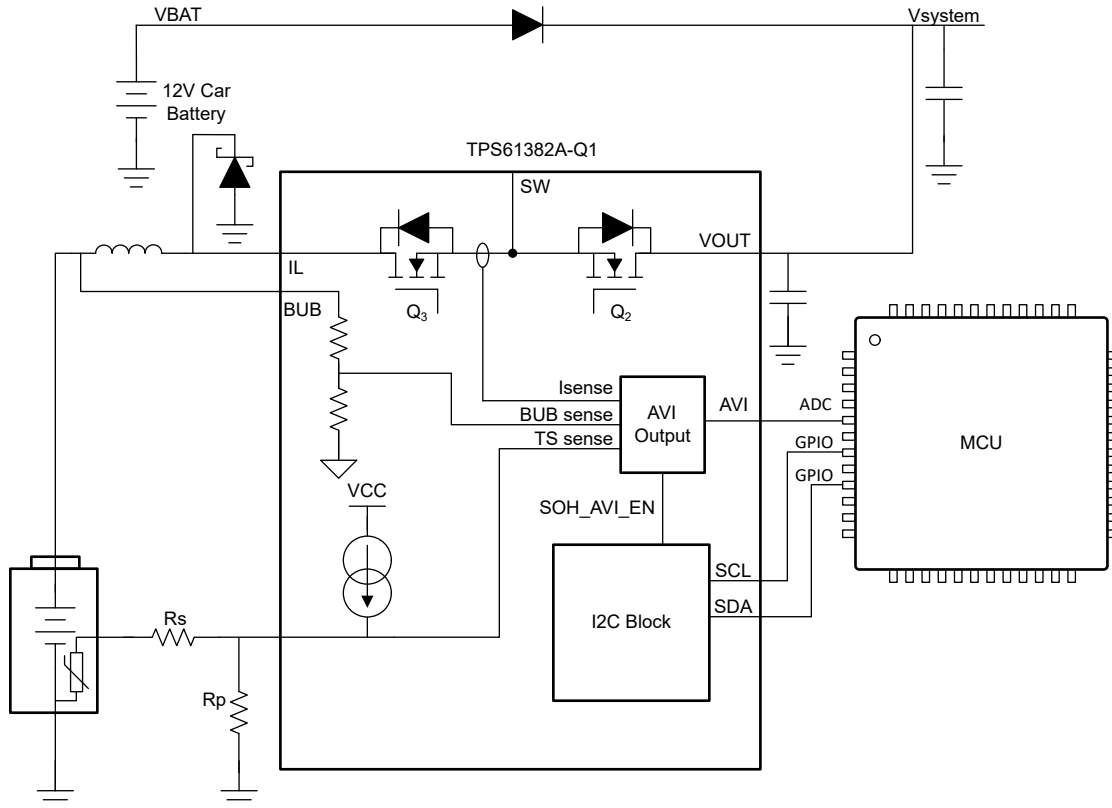 VBAT
Vsystem
12V Car
Battery
TPS61382A-Q1
SW
VOUT
IL
BUB
Q3
Q2
Isense
BUB sense
TS sense
AVI
Output
AVI
ADC
GPIO
GPIO
MCU
VCC
SOH_AVI_EN
SCL
SDA
I2C Block
Rs
Rp